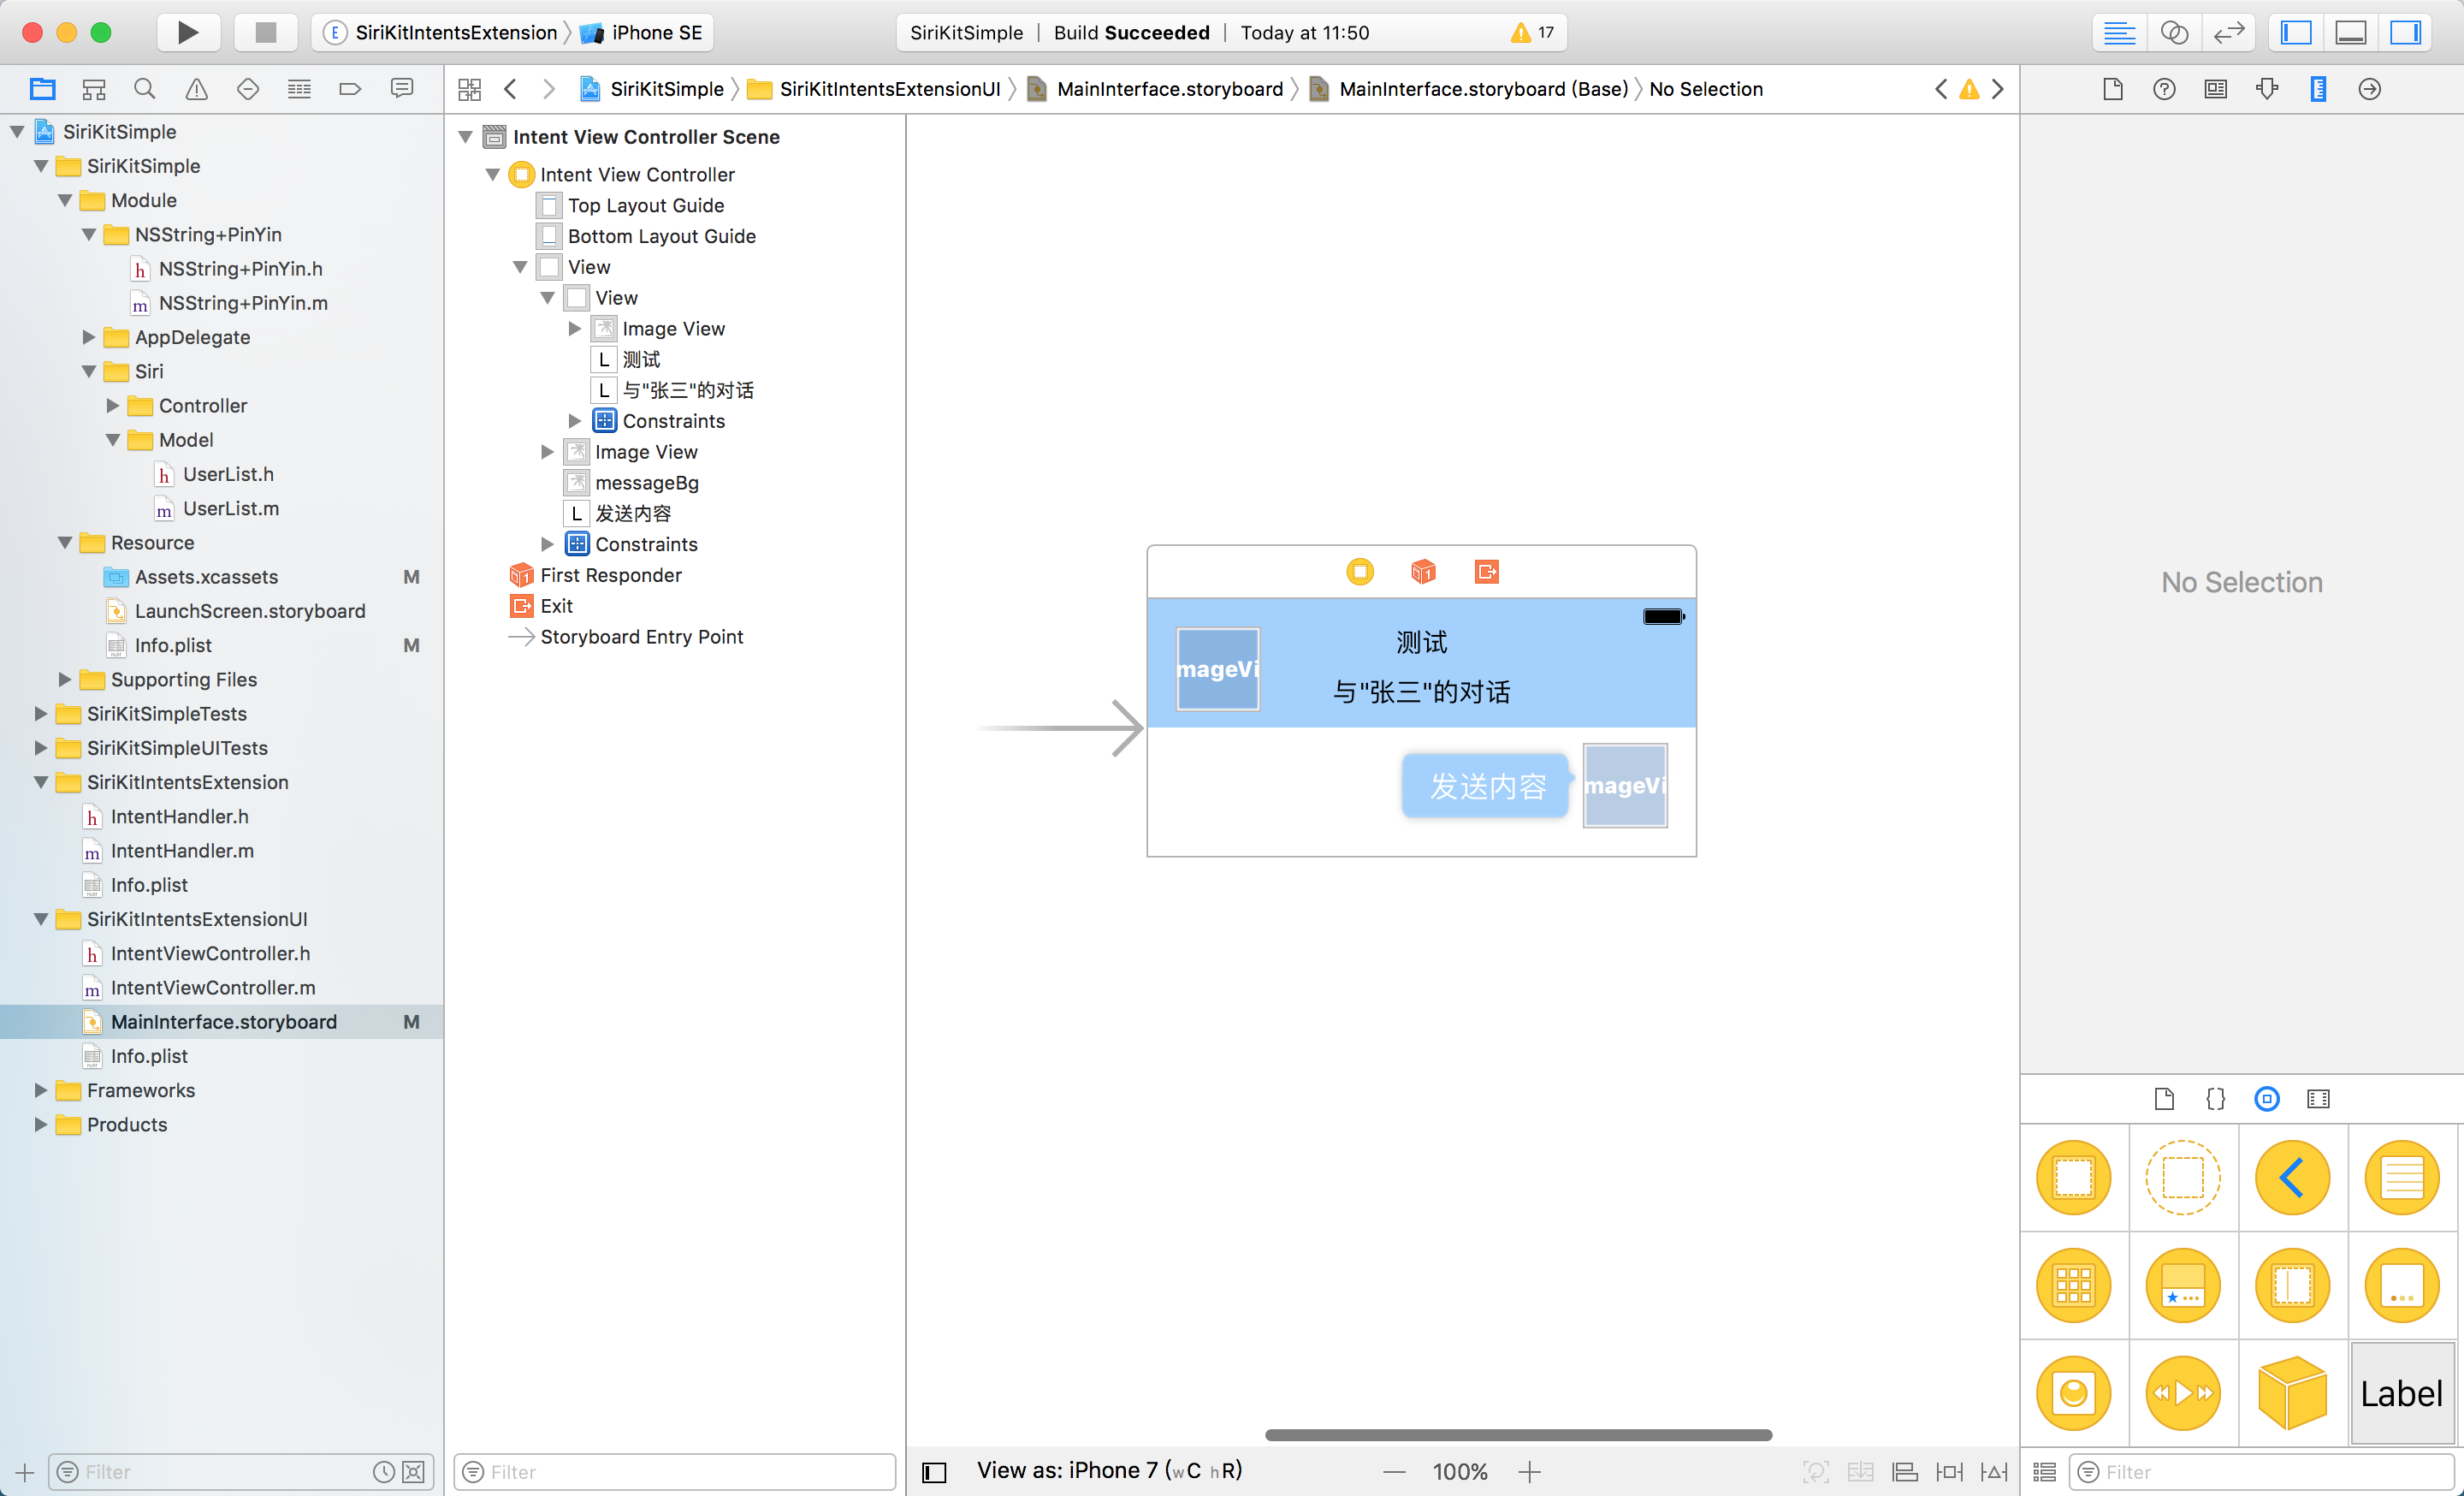 SiriKitIntentsExtension iPhone SE
SiriKitSimple | Build Succeeded | Today at 11:50
17
SiriKitSimple SiriKitIntentsExtensionUI MainInterface.storyboard MainInterface.storyboard (Base) No Selection
SiriKitSimple
SiriKitSimple
Module
NSString+PinYin
NSString+PinYin.h
NSString+PinYin.m
AppDelegate
Siri
Controller
Model
UserList.h
UserList.m
Resource
Assets.xcassets M
LaunchScreen.storyboard
Info.plist M
Supporting Files
SiriKitSimpleTests
SiriKitSimpleUITests
SiriKitIntentsExtension
IntentHandler.h
IntentHandler.m
Info.plist
SiriKitIntentsExtensionUI
IntentViewController.h
IntentViewController.m
MainInterface.storyboard M
Info.plist
Frameworks
Products
Filter
Intent View Controller Scene
Intent View Controller
Top Layout Guide
Bottom Layout Guide
View
View
Image View
L 测试
L 与"张三"的对话
Constraints
Image View
messageBg
L 发送内容
Constraints
First Responder
Exit
Storyboard Entry Point
Filter
测试
mageVi
与"张三"的对话
发送内容
mageVi
View as: iPhone 7 (wC hR)
100%
No Selection
Label
Filter